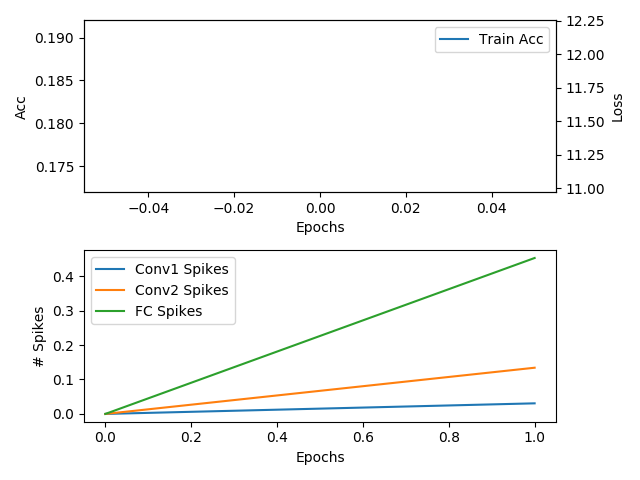 12.25
0.190
Train Acc
12.00
0.185
11.75
Acc
Loss
0.180
11.50
0.175
11.25
11.00
−0.04 −0.02 0.00 0.02 0.04
Epochs
Conv1 Spikes
Conv2 Spikes
FC Spikes
0.4
0.3
# Spikes
0.2
0.1
0.0
0.0 0.2 0.4 0.6 0.8 1.0
Epochs